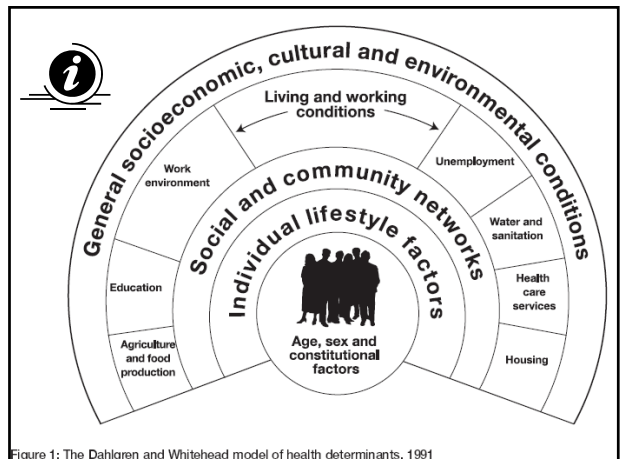 i
General socioeconomic, cultural and environmental conditions
Living and working
conditions
Work
environment
Unemployment
Social and community networks
Water and
sanitation
Individual lifestyle factors
Education
Health
care
services
Agriculture
and food
production
Housing
Age, sex and
constitutional
factors
Figure 1: The Dahlgren and Whitehead model of health determinants, 1991